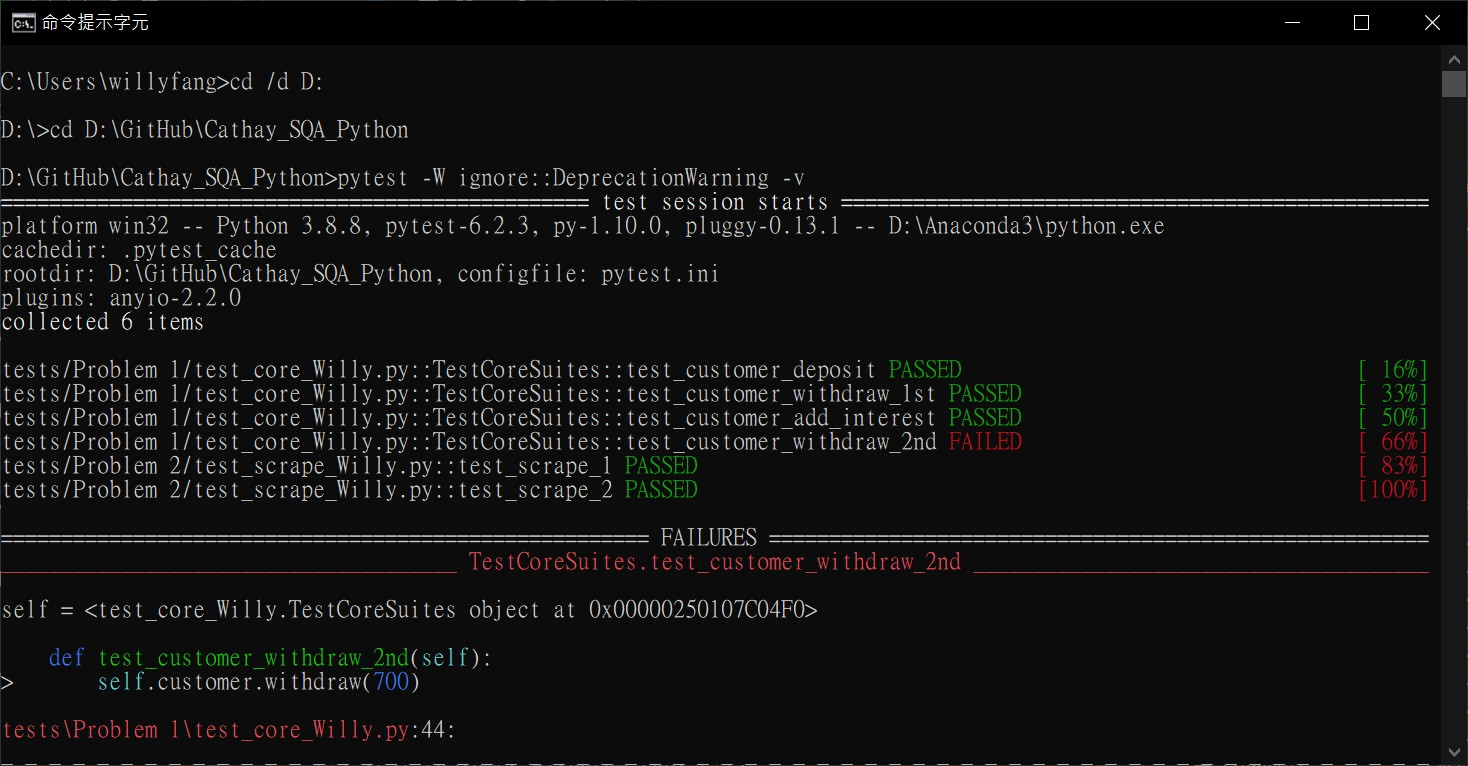 命令提示字元
C:\Users\willyfang>cd /d D:
D:\>cd D:\GitHub\Cathay_SQA_Python
D:\GitHub\Cathay_SQA_Python>pytest -W ignore::DeprecationWarning -v
================================================= test session starts =================================================
platform win32 -- Python 3.8.8, pytest-6.2.3, py-1.10.0, pluggy-0.13.1 -- D:\Anaconda3\python.exe
cachedir: .pytest_cache
rootdir: D:\GitHub\Cathay_SQA_Python, configfile: pytest.ini
plugins: anyio-2.2.0
collected 6 items
tests/Problem 1/test_core_Willy.py::TestCoreSuites::test_customer_deposit PASSED [ 16%]
tests/Problem 1/test_core_Willy.py::TestCoreSuites::test_customer_withdraw_1st PASSED [ 33%]
tests/Problem 1/test_core_Willy.py::TestCoreSuites::test_customer_add_interest PASSED [ 50%]
tests/Problem 1/test_core_Willy.py::TestCoreSuites::test_customer_withdraw_2nd FAILED [ 66%]
tests/Problem 2/test_scrape_Willy.py::test_scrape_1 PASSED [ 83%]
tests/Problem 2/test_scrape_Willy.py::test_scrape_2 PASSED [100%]
====================================================== FAILURES =======================================================
______________________________________ TestCoreSuites.test_customer_withdraw_2nd ______________________________________
self = <test_core_Willy.TestCoreSuites object at 0x00000250107C04F0>
def test_customer_withdraw_2nd(self):
> self.customer.withdraw(700)
tests\Problem 1\test_core_Willy.py:44:
_ _ _ _ _ _ _ _ _ _ _ _ _ _ _ _ _ _ _ _ _ _ _ _ _ _ _ _ _ _ _ _ _ _ _ _ _ _ _ _ _ _ _ _ _ _ _ _ _ _ _ _ _ _ _ _ _ _ _ _